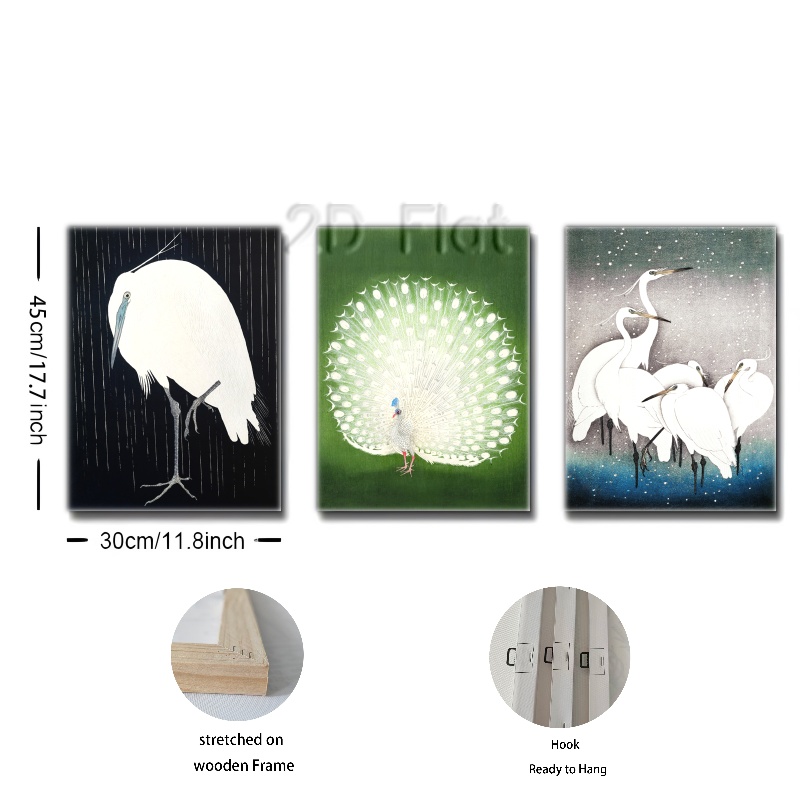 2D Flat
45cm/17.7inch
30cm/11.8inch
stretched on
wooden Frame
Hook
Ready to Hang